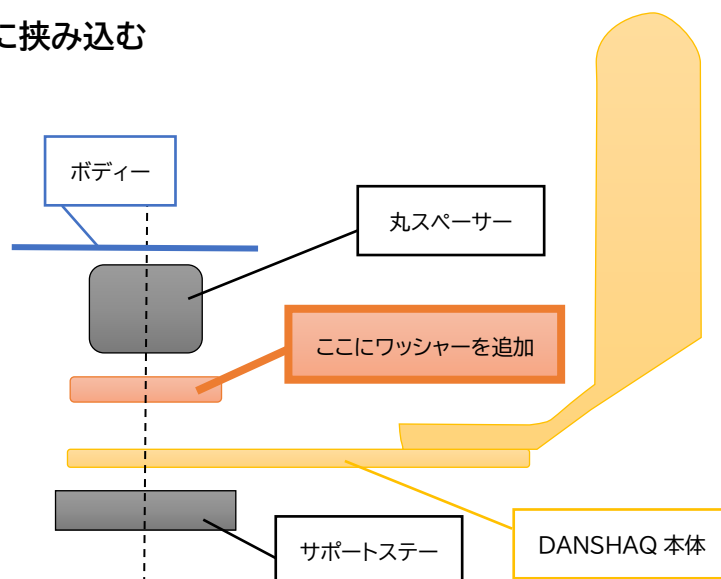 に挟み込む
ボディー
丸スペーサー
ここにワッシャーを追加
サポートステー
DANSHAQ 本体